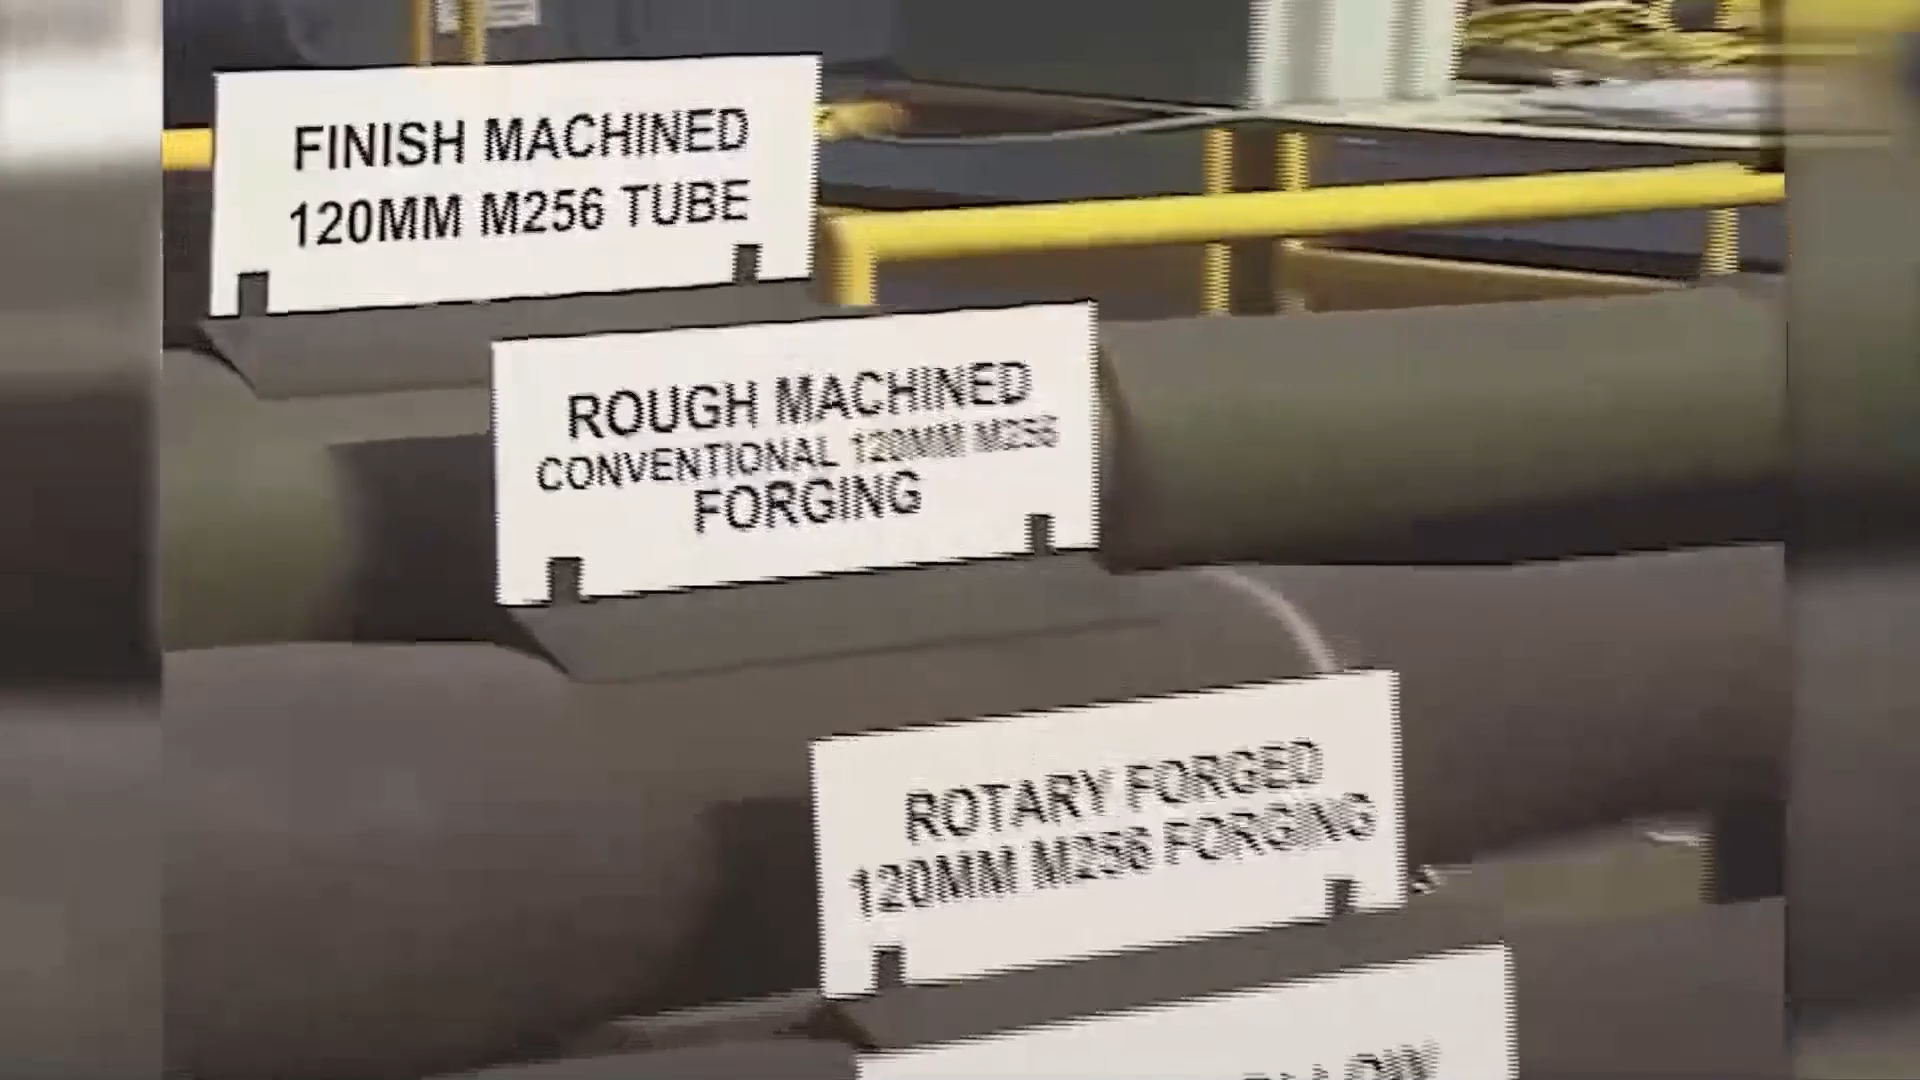 FINISH MACHINED
120MM M256 TUBE
ROUGH MACHINED
CONVENTIONAL 120MM M256
FORGING
ROTARY FORGED
120MM M256 FORGING